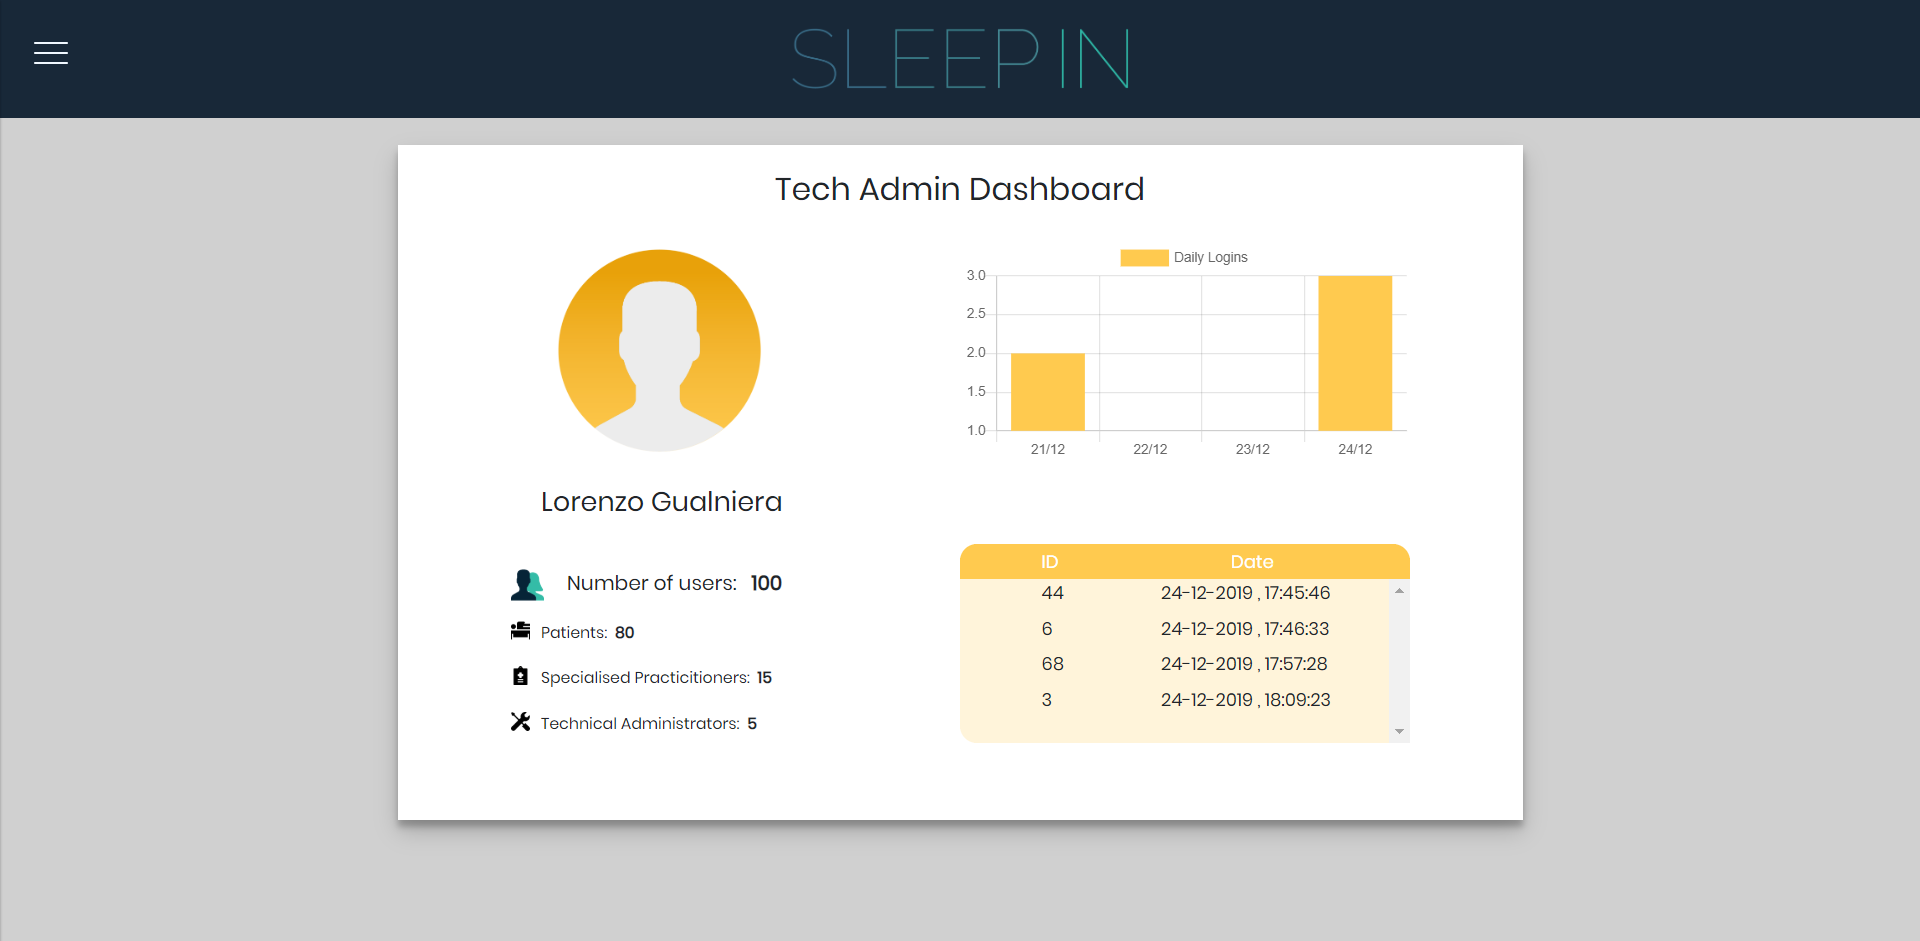 SLEEP IN
Tech Admin Dashboard
Daily Logins
3.0
2.5
2.0
1.5
1.0
21/12 22/12 23/12 24/12
Lorenzo Gualniera
Number of users: 100
Patients: 80
Specialised Practicitioners: 15
Technical Administrators: 5
ID Date
44 24-12-2019 , 17:45:46
6 24-12-2019 , 17:46:33
68 24-12-2019 , 17:57:28
3 24-12-2019 , 18:09:23